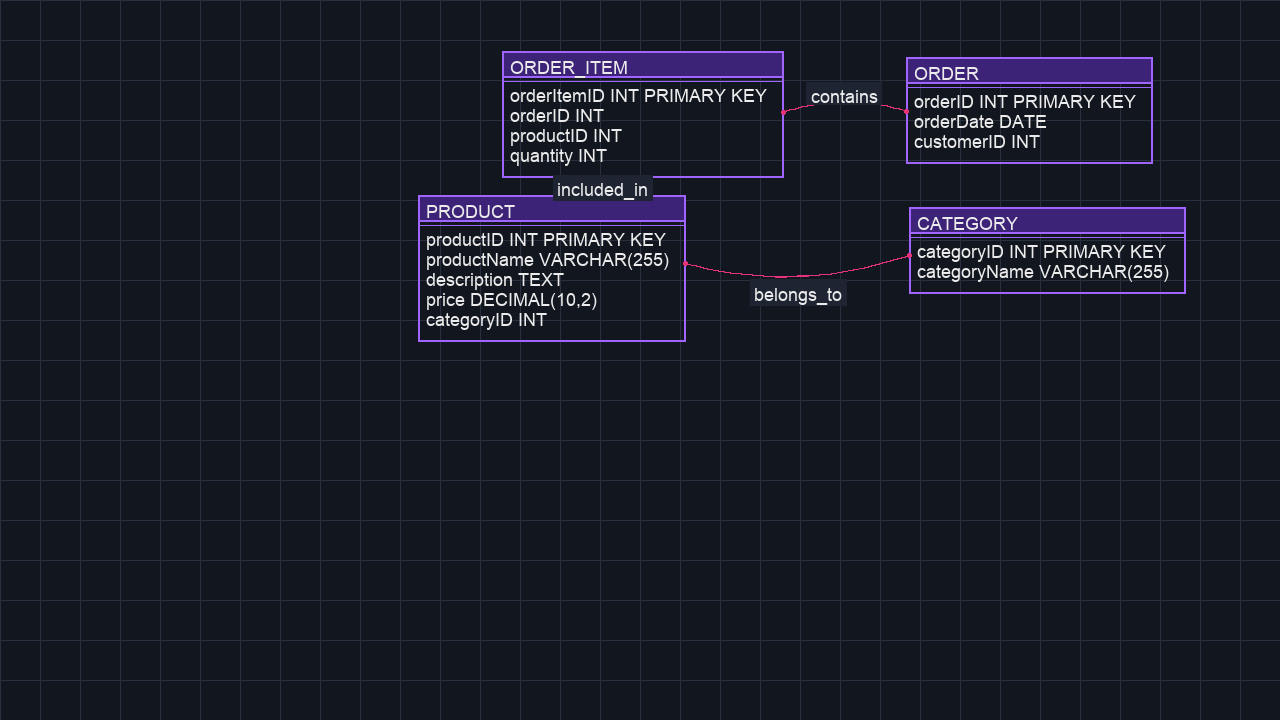 ORDER_ITEM
orderItemID INT PRIMARY KEY
orderID INT
productID INT
quantity INT
contains
ORDER
orderID INT PRIMARY KEY
orderDate DATE
customerID INT
included_in
PRODUCT
productID INT PRIMARY KEY
productName VARCHAR(255)
description TEXT
price DECIMAL(10,2)
categoryID INT
belongs_to
CATEGORY
categoryID INT PRIMARY KEY
categoryName VARCHAR(255)